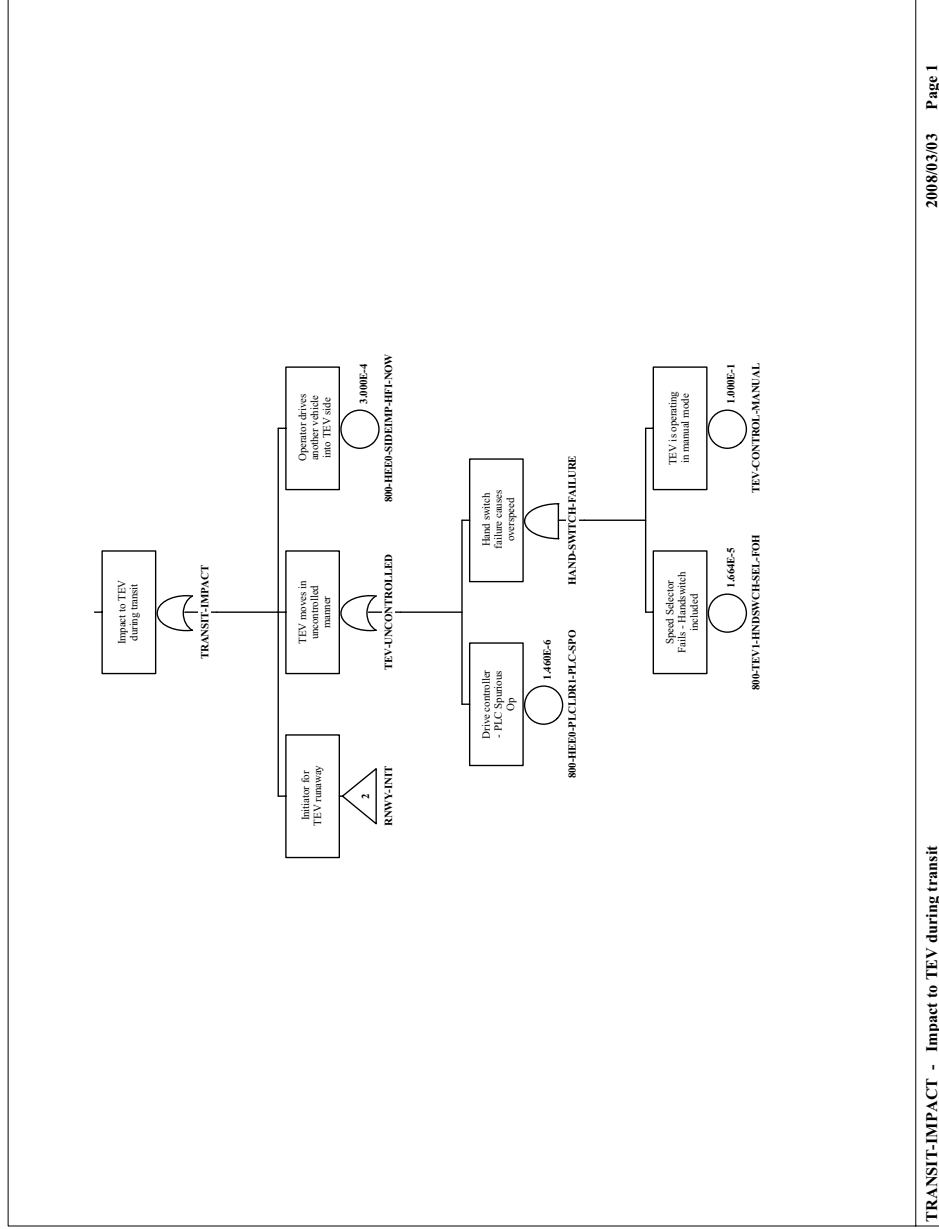 Impact to TEV
during transit
TRANSIT-IMPACT
Initiator for
TEV runaway
2
RNWY-INIT
TEV moves in
uncontrolled
manner
TEV-UNCONTROLLED
Operator drives
another vehicle
into TEV side
3.000E-4
800-HEE0-SIDEIMP-HFI-NOW
Drive controller
- PLC Spurious
Op
1.460E-6
800-HEE0-PLCLDR1-PLC-SPO
Hand switch
failure causes
overspeed
HAND-SWITCH-FAILURE
Speed Selector
Fails - Handswitch
included
1.664E-5
800-TEV1-HNDSWCH-SEL-FOH
TEV is operating
in manual mode
1.000E-1
TEV-CONTROL-MANUAL
TRANSIT-IMPACT - Impact to TEV during transit
2008/03/03 Page 1